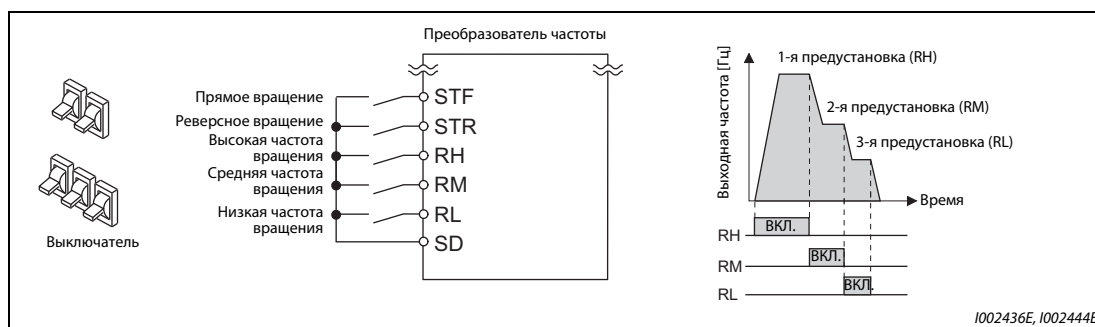 Преобразователь частоты
Прямое вращение
Реверсное вращение
Высокая частота
вращения
Средняя частота
вращения
Низкая частота
вращения
STF
STR
RH
RM
RL
SD
Выключатель
Выходная частота [Гц]
1-я предустановка (RH)
2-я предустановка (RM)
3-я предустановка (RL)
Время
RH
ВКЛ.
RM
ВКЛ.
RL
ВКЛ.
I002436E, I002444E